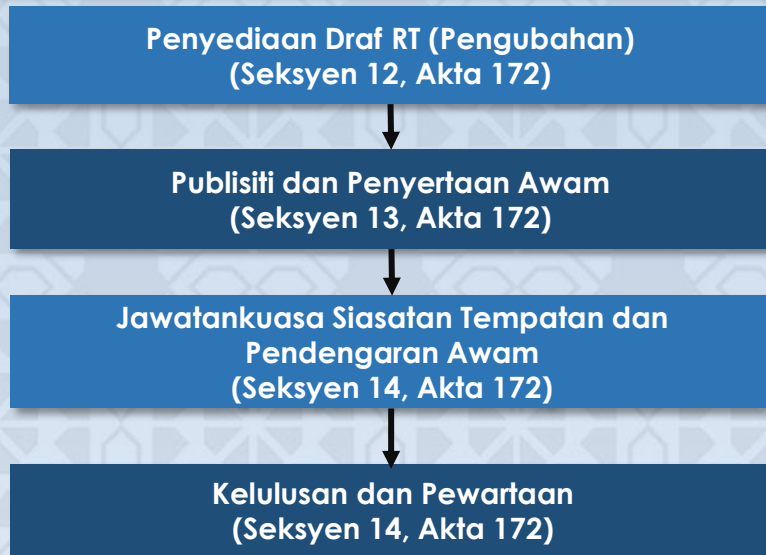 Penyediaan Draf RT (Pengubahan)
(Seksyen 12, Akta 172)
Publisiti dan Penyertaan Awam
(Seksyen 13, Akta 172)
Jawatankuasa Siasatan Tempatan dan
Pendengaran Awam
(Seksyen 14, Akta 172)
Kelulusan dan Pewartaan
(Seksyen 14, Akta 172)